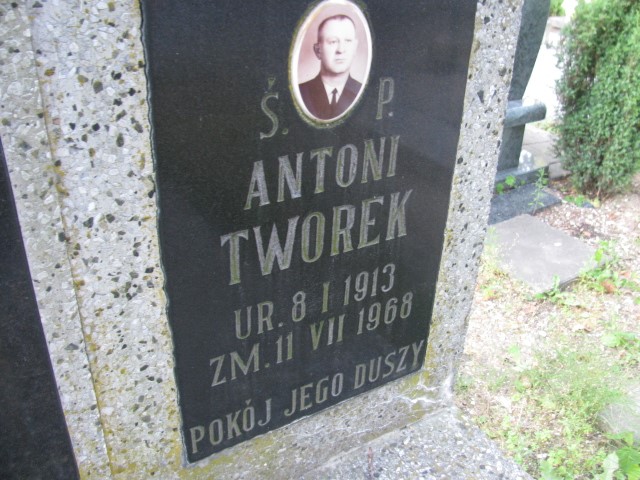 Ś. P.
ANTONI
TWOREK
UR. 8 I 1913
ZM. 11 VII 1968
POKÓJ JEGO DUSZY